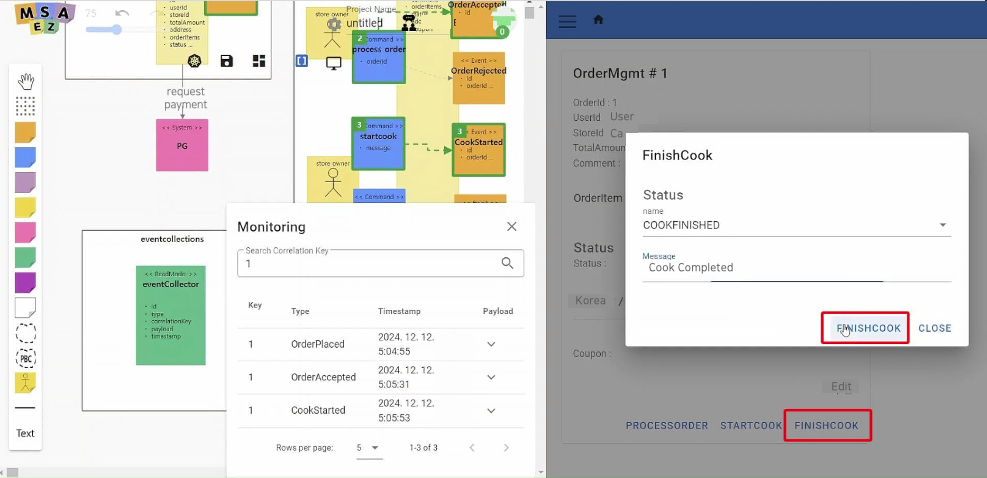 MSA
EZ
75
Project Name
untitled
0
userId
storeId
totalAmount
address
orderItems
status ...
request
payment
<< System >>
PG
eventcollections
<< ReadModel >>
eventCollector
id
type
correlationKey
payload
timestamp
PBC
Text
store owner
2
Command >>
process order
orderId
OrderAccepted
id
<< Event >>
OrderRejected
id
orderId ...
3
Command >>
startcook
message
3
<< Event >>
CookStarted
id
orderId ...
store owner
<< Command >>
Monitoring
Search Correlation Key
1
Key Type Timestamp Payload
1 OrderPlaced 2024. 12. 12. 5:04:55
1 OrderAccepted 2024. 12. 12. 5:05:31
1 CookStarted 2024. 12. 12. 5:05:53
Rows per page: 5 1-3 of 3
OrderMgmt # 1
OrderId : 1
UserId User
StoreId Ca
TotalAmoun
Comment :
OrderItem
Status
Status :
Korea /
Coupon :
Edit
PROCESSORDER STARTCOOK FINISHCOOK
FinishCook
Status
name
COOKFINISHED
Message
Cook Completed
FINISHCOOK CLOSE